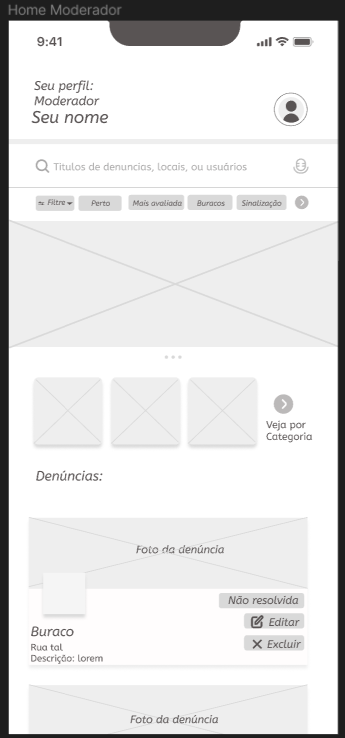 Home Moderador
9:41
Seu perfil:
Moderador
Seu nome
Titulos de denuncias, locais, ou usuários
Filtre
Perto
Mais avaliada
Buracos
Sinalização
Veja por
Categoria
Denúncias:
Foto da denúncia
Não resolvida
Editar
Excluir
Buraco
Rua tal
Descrição: lorem
Foto da denúncia